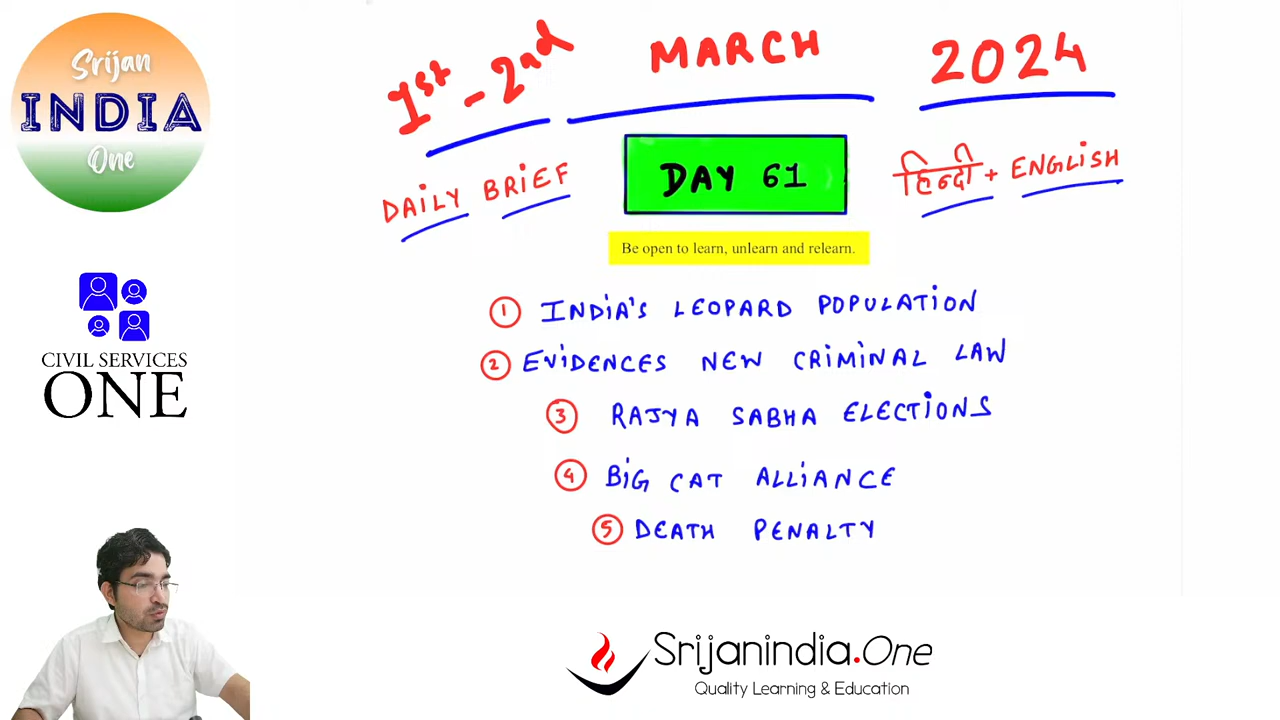 Srijan
INDIA
One
1st - 2nd MARCH 2024
DAILY BRIEF
DAY 61
हिन्दी + ENGLISH
Be open to learn, unlearn and relearn.
1 INDIA'S LEOPARD POPULATION
2 EVIDENCES NEW CRIMINAL LAW
3 RAJYA SABHA ELECTIONS
4 BIG CAT ALLIANCE
5 DEATH PENALTY
CIVIL SERVICES
ONE
Srijanindia.One
Quality Learning & Education